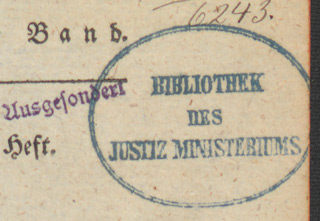 6243.
Band.
Ausgesondert
Heft.
BIBLIOTHEK
DES
JUSTIZ MINISTERIUMS